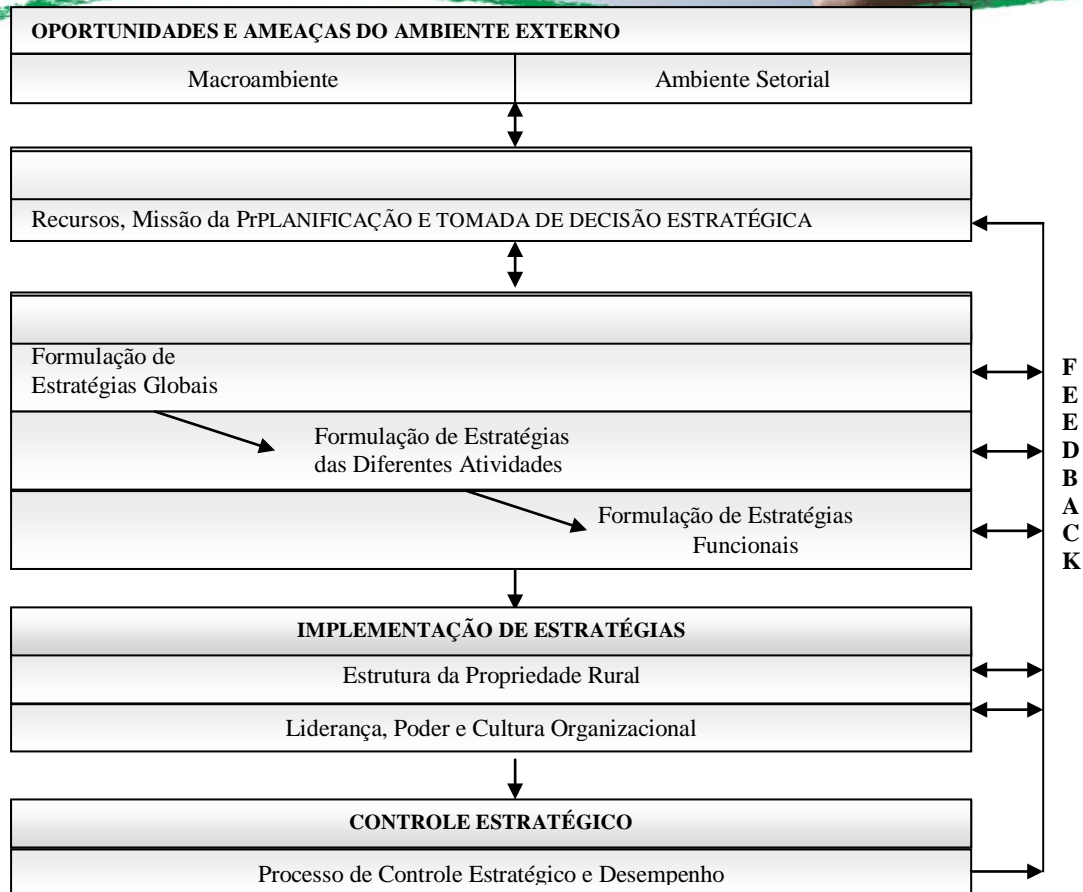 OPORTUNIDADES E AMEAÇAS DO AMBIENTE EXTERNO
Macroambiente
Ambiente Setorial
Recursos, Missão da PrPLANIFICAÇÃO E TOMADA DE DECISÃO ESTRATÉGICA
Formulação de
Estratégias Globais
Formulação de Estratégias
das Diferentes Atividades
Formulação de Estratégias
Funcionais
IMPLEMENTAÇÃO DE ESTRATÉGIAS
Estrutura da Propriedade Rural
Liderança, Poder e Cultura Organizacional
CONTROLE ESTRATÉGICO
Processo de Controle Estratégico e Desempenho
F
E
E
D
B
A
C
K